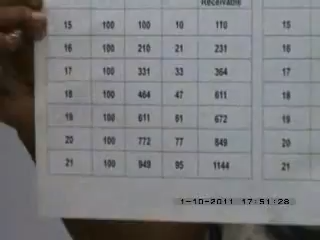 Receivable
15 100 100 10 110 15
16 100 210 21 231 16
17 100 331 33 364 17
18 100 464 47 611 18
19 100 611 61 672 19
20 100 772 77 849 20
21 100 949 95 1144 21
1-10-2011 17:51:28